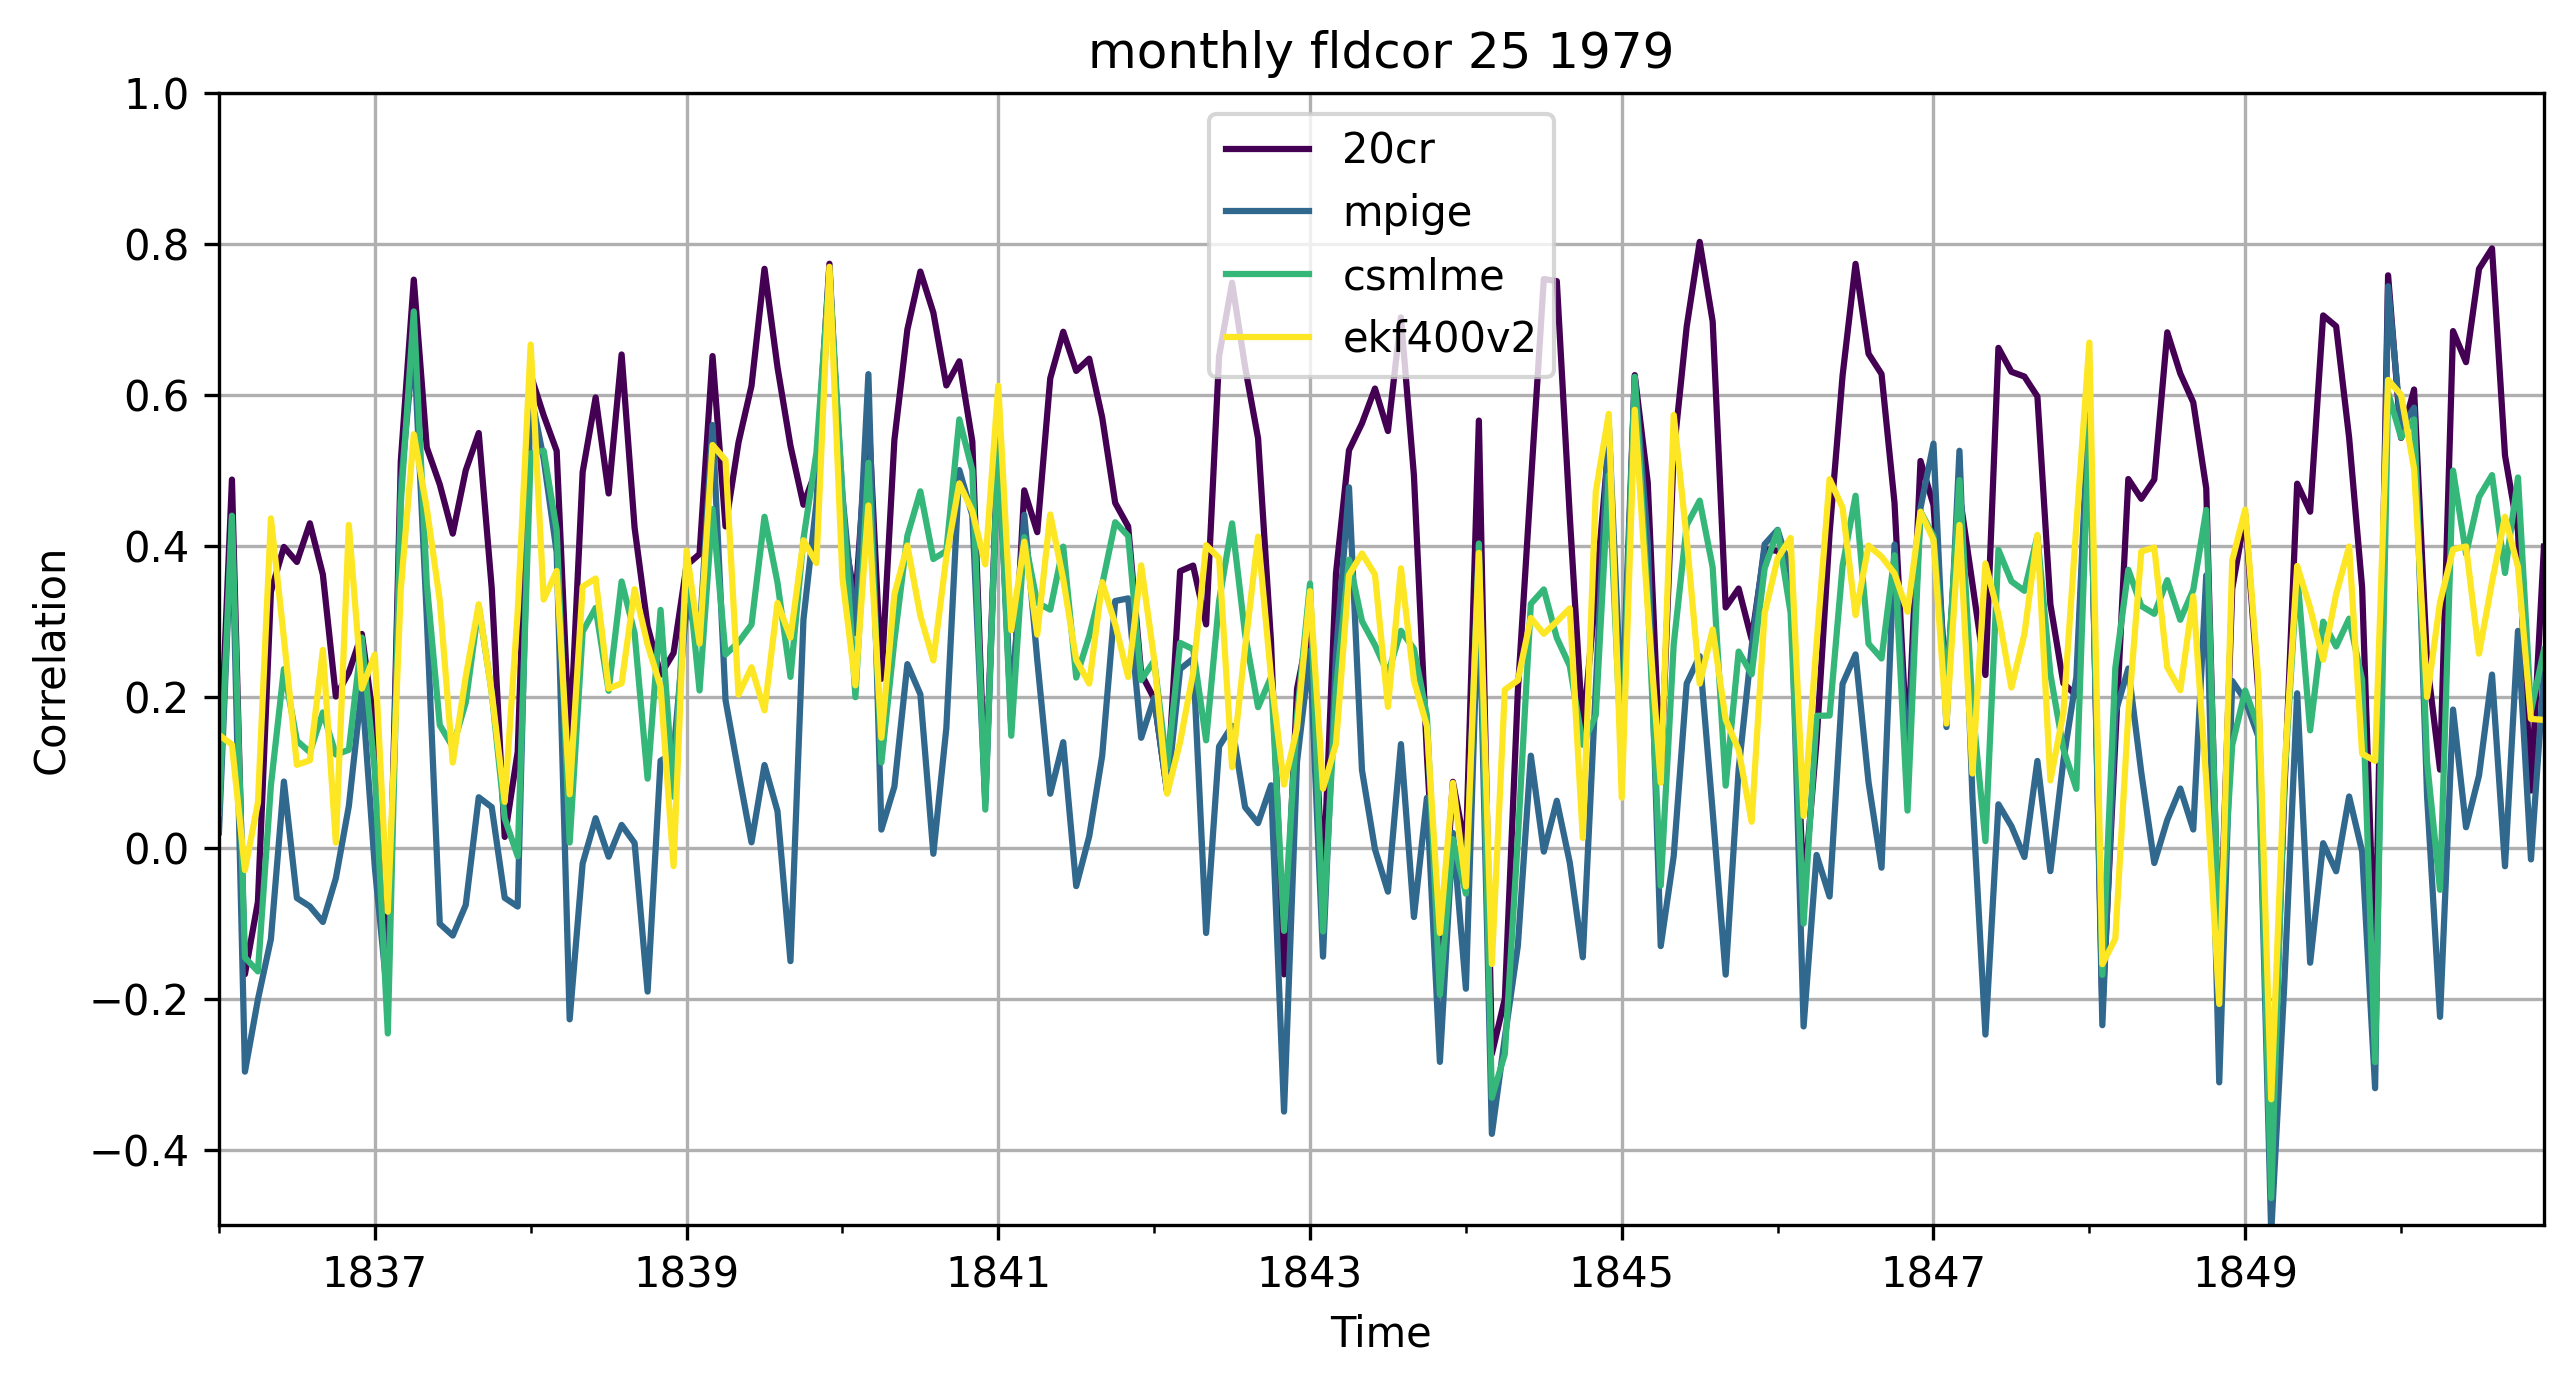 monthly fldcor 25 1979
1.0
0.8
0.6
0.4
0.2
0.0
−0.2
−0.4
Correlation
20cr
mpige
csmlme
ekf400v2
1837 1839 1841 1843 1845 1847 1849
Time